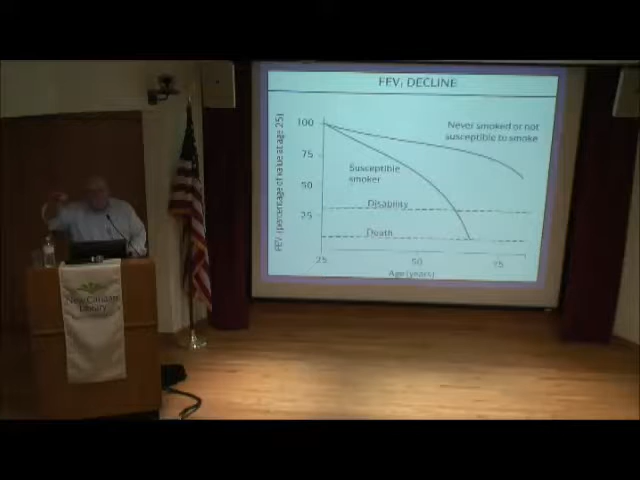 FEV₁ DECLINE
FEV₁ (percentage of value at age 25)
100
75
50
25
Never smoked or not
susceptible to smoke
Susceptible
smoker
Disability
Death
25
50
75
Age (years)
New Canaan
Library